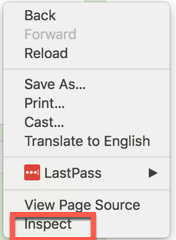 Back
Forward
Reload
Save As...
Print...
Cast...
Translate to English
LastPass
View Page Source
Inspect